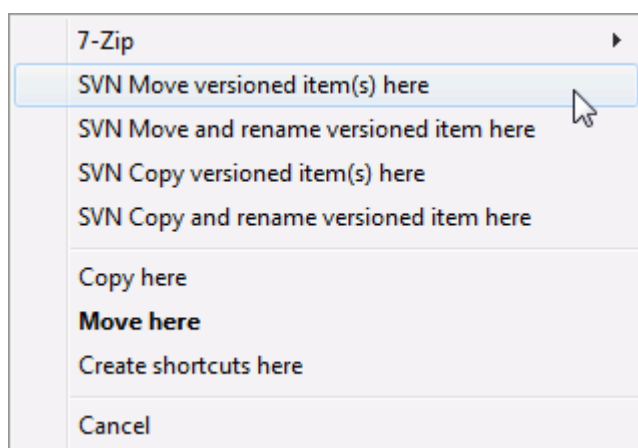 7-Zip
SVN Move versioned item(s) here
SVN Move and rename versioned item here
SVN Copy versioned item(s) here
SVN Copy and rename versioned item here
Copy here
Move here
Create shortcuts here
Cancel